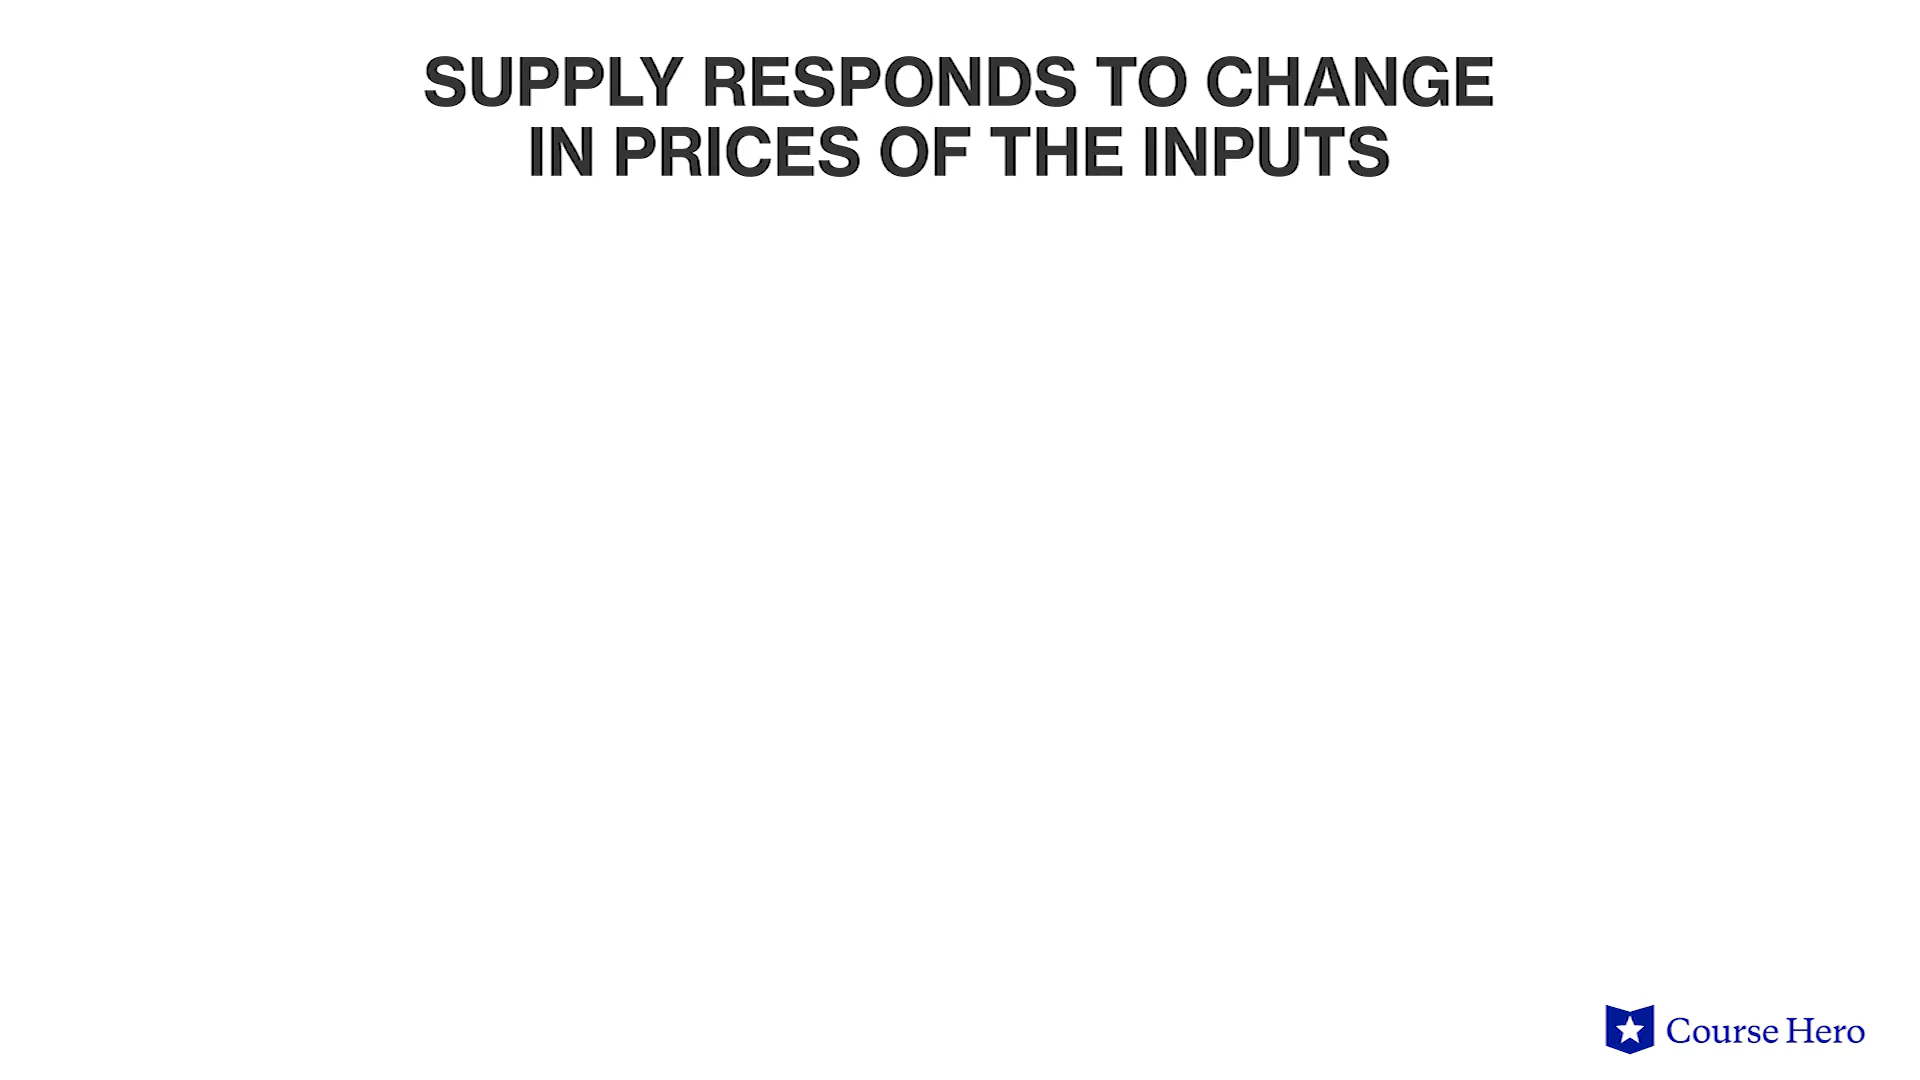 SUPPLY RESPONDS TO CHANGE
IN PRICES OF THE INPUTS
Course Hero